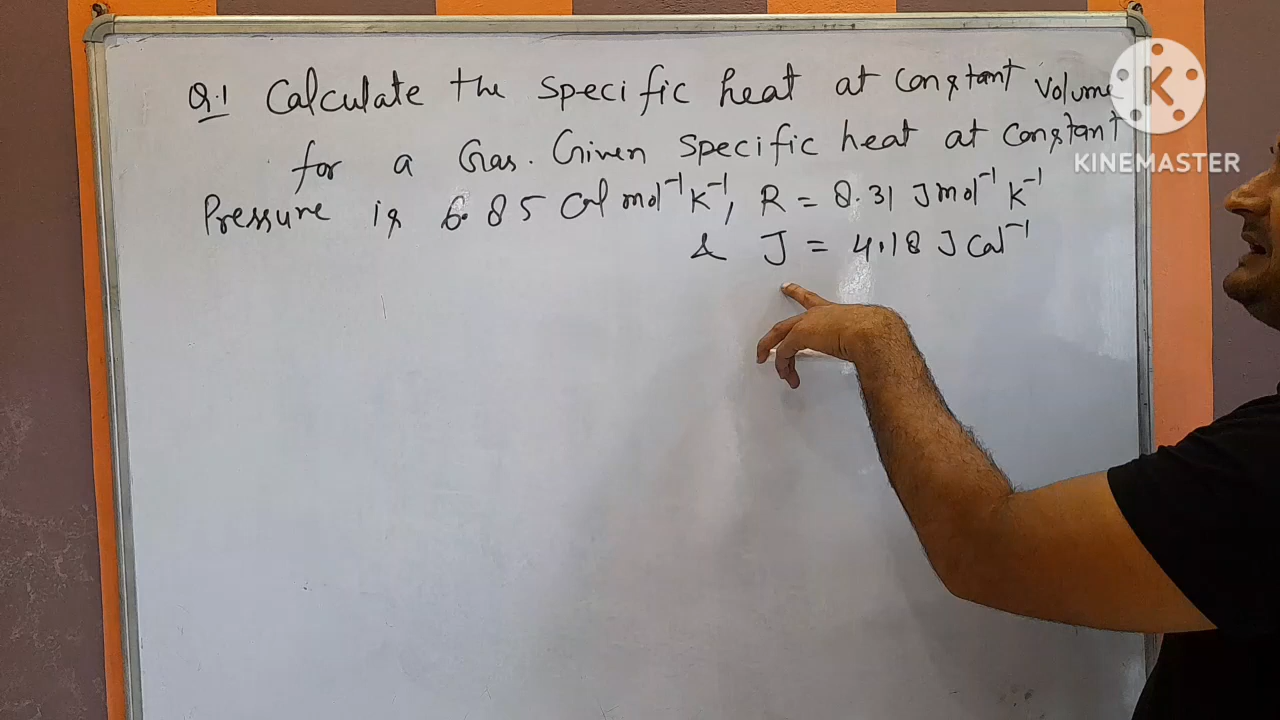 Q.1 Calculate the specific heat at constant volume
for a Gas. Given specific heat at constant
Pressure is 6.85 Cal mol⁻¹ K⁻¹, R = 8.31 J mol⁻¹ K⁻¹
& J = 4.18 J Cal⁻¹
K
KINEMASTER